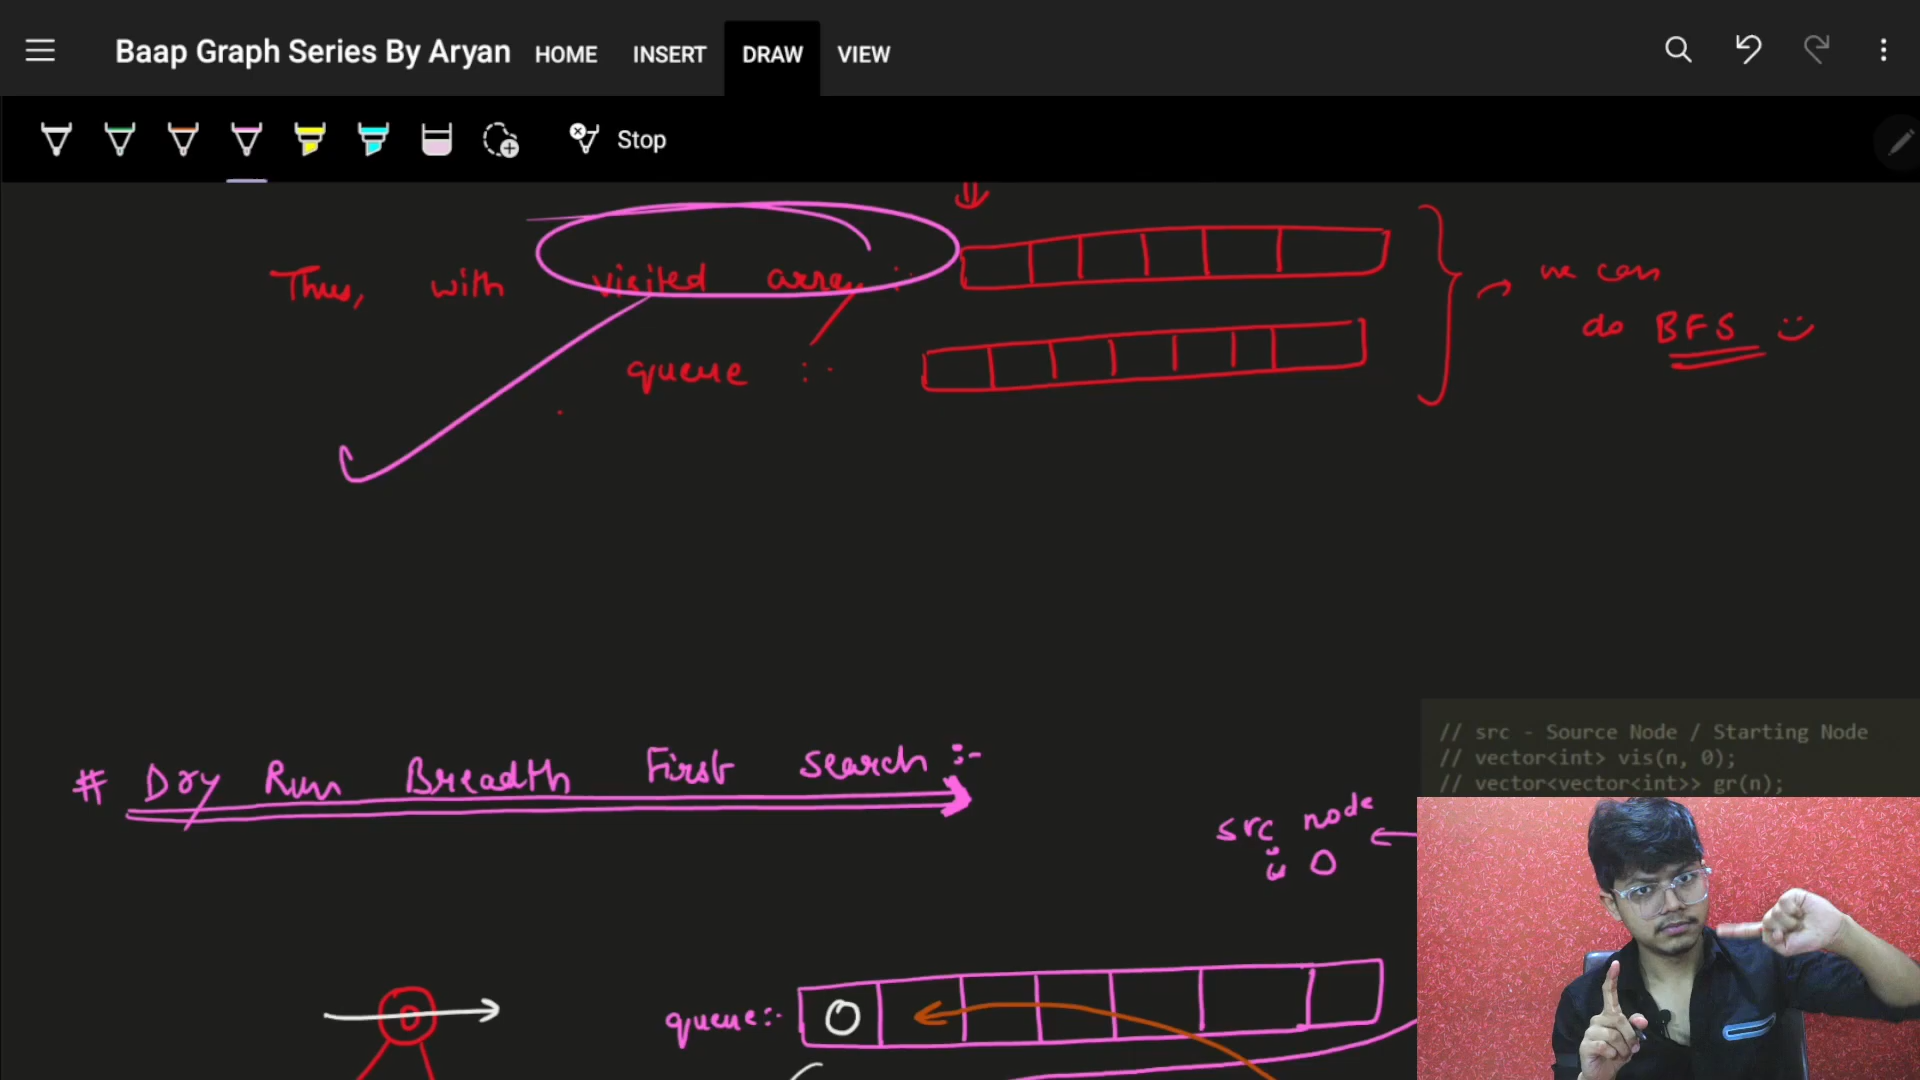 Baap Graph Series By Aryan HOME INSERT DRAW VIEW
Stop
Thus, with visited array :-
we can
do BFS
queue :-
// src - Source Node / Starting Node
// vector<int> vis(n, 0);
// vector<vector<int>> gr(n);
# Dry Run Breadth First Search :-
src node
0
0
queue:- 0